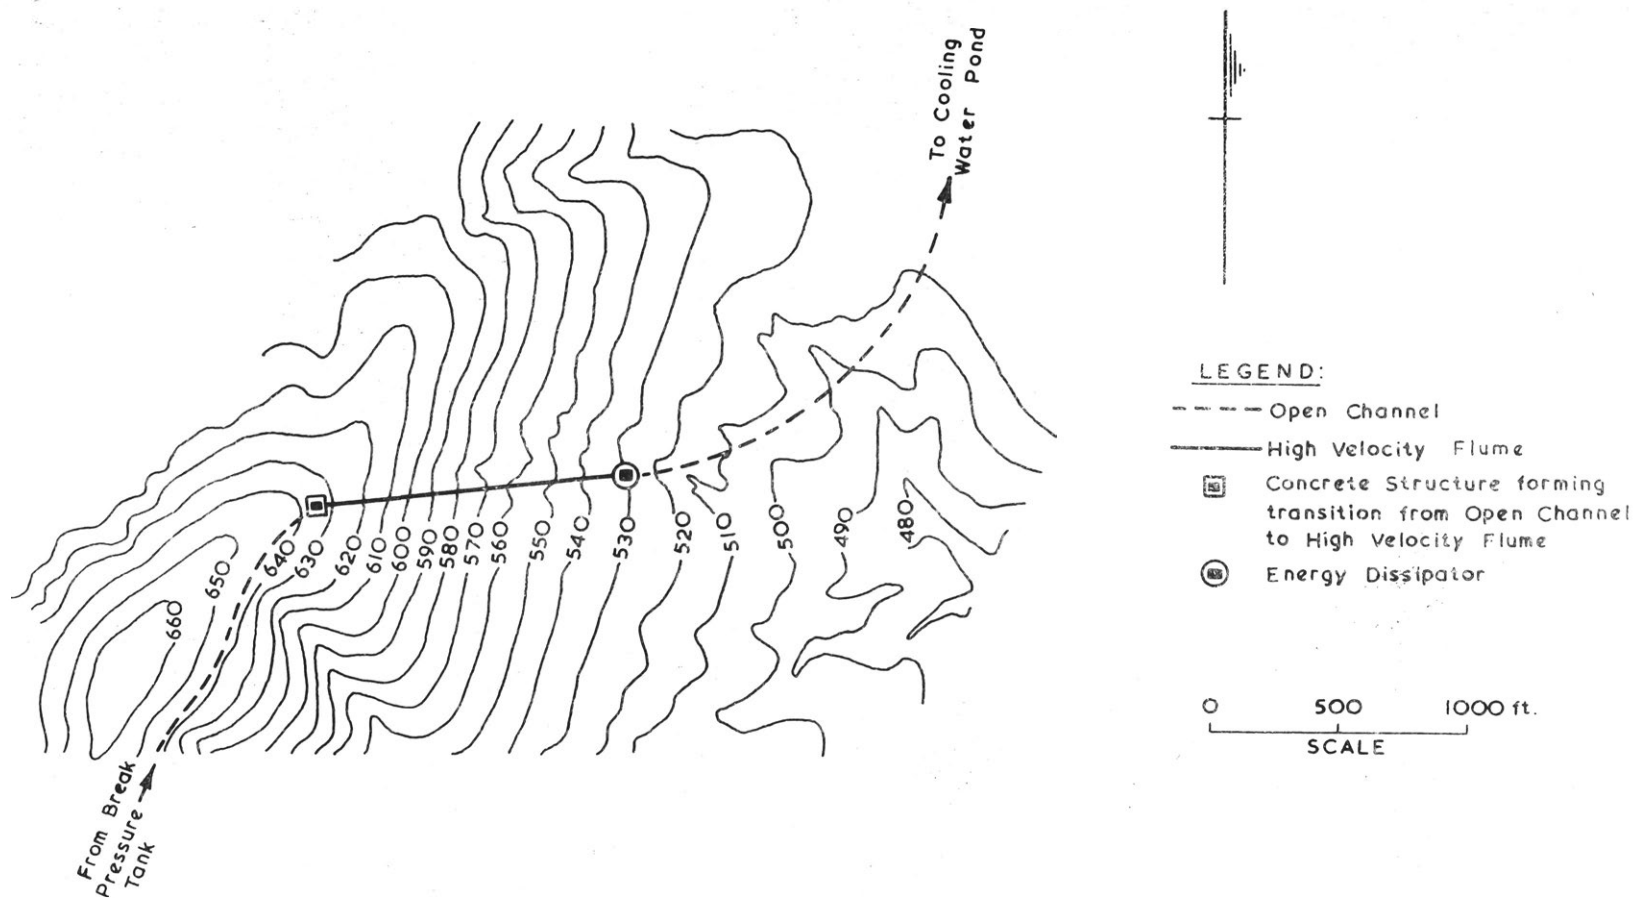 To Cooling
Water Pond
660
650
640
630
620
610
600
590
580
570
560
550
540
530
520
510
500
490
480
From Break
Pressure
Tank
LEGEND:
Open Channel
High Velocity Flume
Concrete Structure forming
transition from Open Channel
to High Velocity Flume
Energy Dissipator
0 500 1000 ft.
SCALE